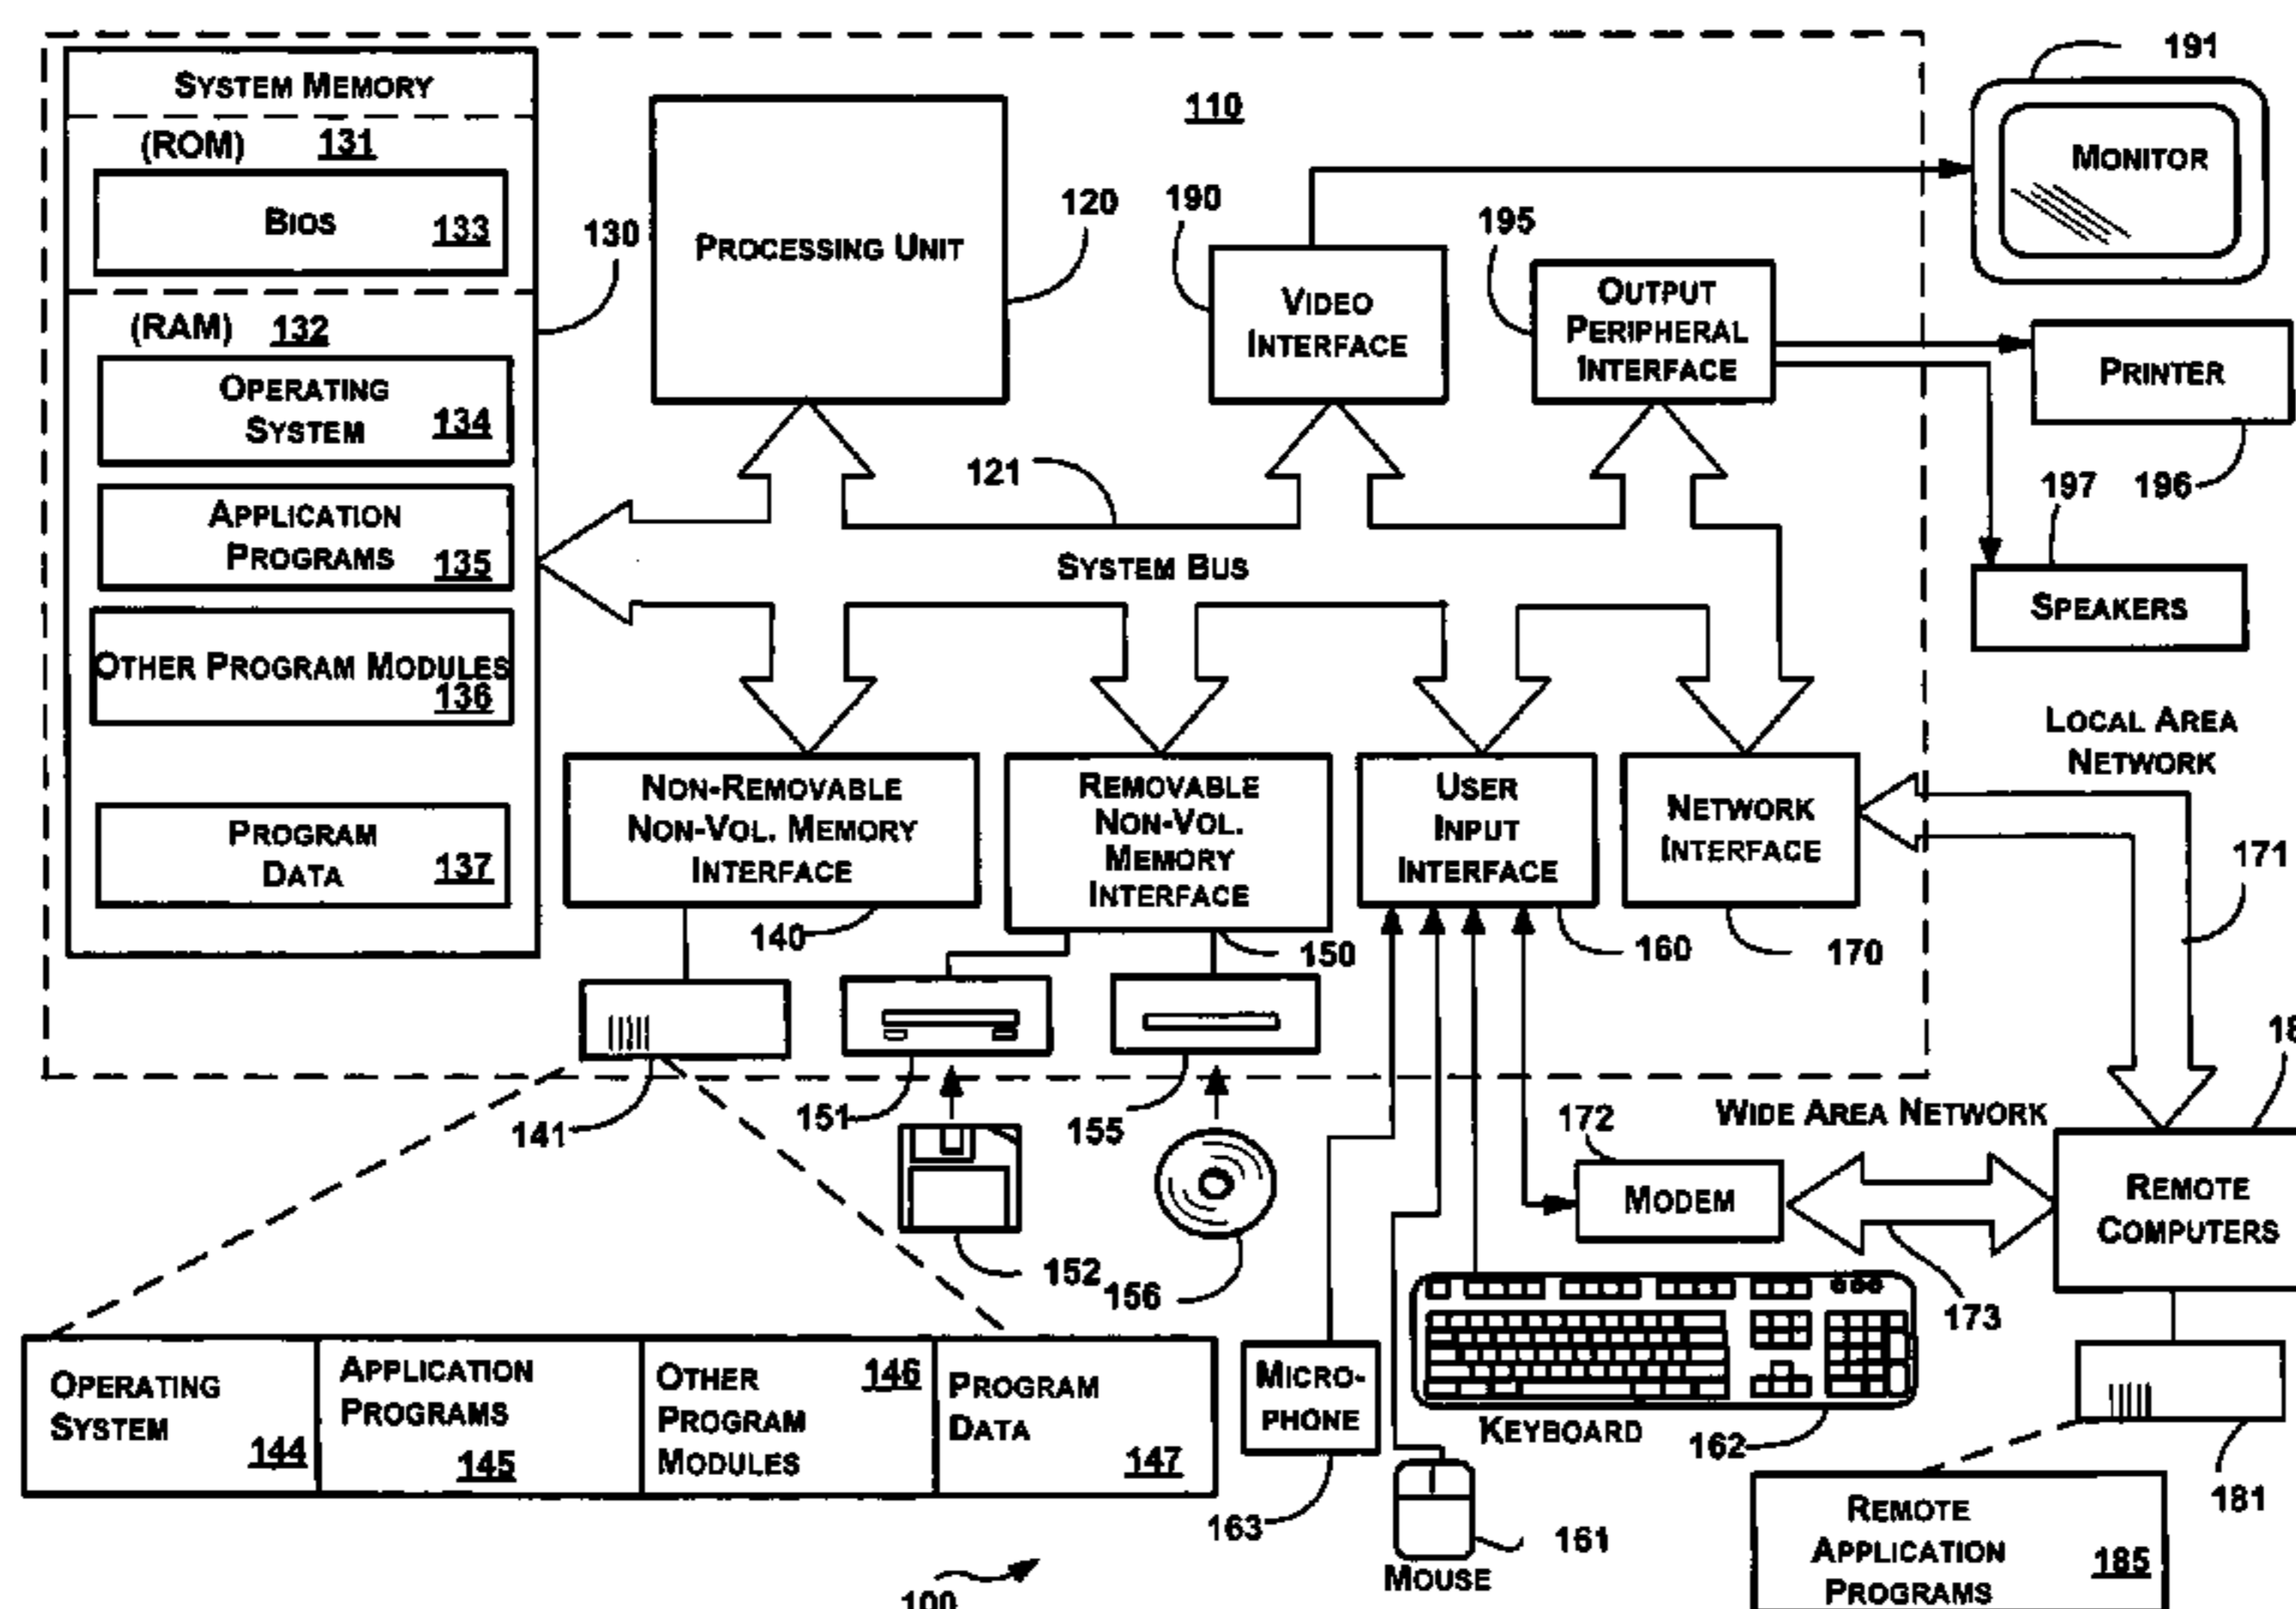 SYSTEM MEMORY
(ROM) 131
BIOS 133
(RAM) 132
OPERATING
SYSTEM 134
APPLICATION
PROGRAMS 135
OTHER PROGRAM MODULES
136
PROGRAM
DATA 137
130
PROCESSING UNIT
120
110
190
VIDEO
INTERFACE
195
OUTPUT
PERIPHERAL
INTERFACE
191
MONITOR
PRINTER
196
197
SPEAKERS
121
SYSTEM BUS
NON-REMOVABLE
NON-VOL. MEMORY
INTERFACE
140
REMOVABLE
NON-VOL.
MEMORY
INTERFACE
150
USER
INPUT
INTERFACE
160
NETWORK
INTERFACE
170
LOCAL AREA
NETWORK
171
141
151
152
155
156
172
MODEM
WIDE AREA NETWORK
173
18
REMOTE
COMPUTERS
181
OPERATING
SYSTEM
144
APPLICATION
PROGRAMS
145
OTHER 146
PROGRAM
MODULES
PROGRAM
DATA
147
MICRO-
PHONE
163
KEYBOARD
162
161
MOUSE
REMOTE
APPLICATION 185
PROGRAMS
100